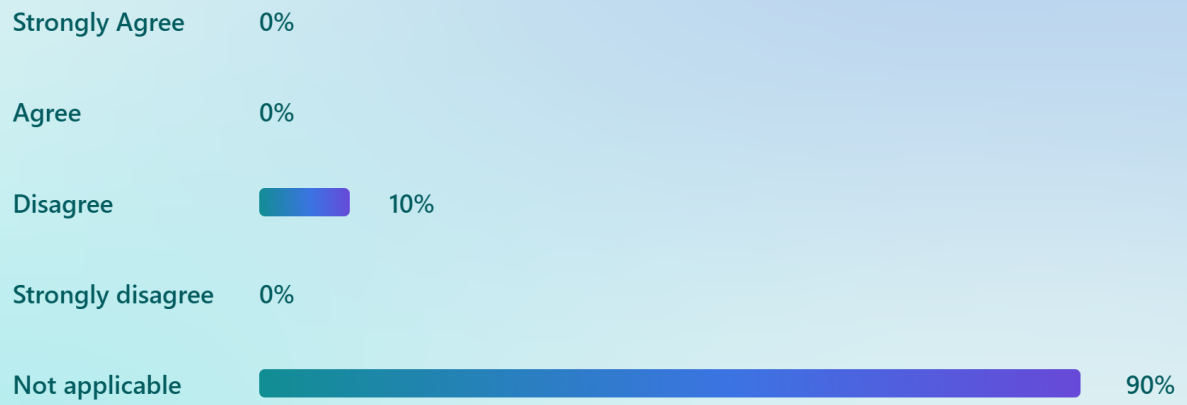 Strongly Agree 0%
Agree 0%
Disagree 10%
Strongly disagree 0%
Not applicable 90%